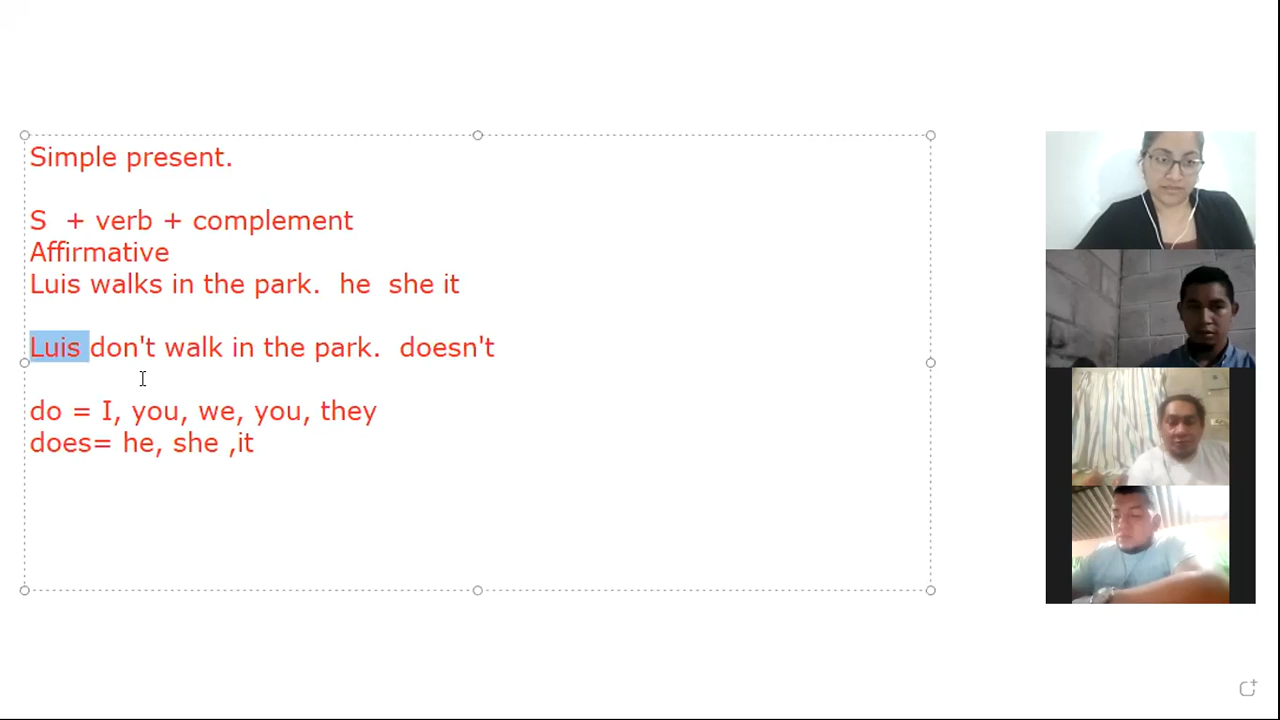 Simple present.
S + verb + complement
Affirmative
Luis walks in the park. he she it
Luis don't walk in the park. doesn't
do = I, you, we, you, they
does= he, she ,it